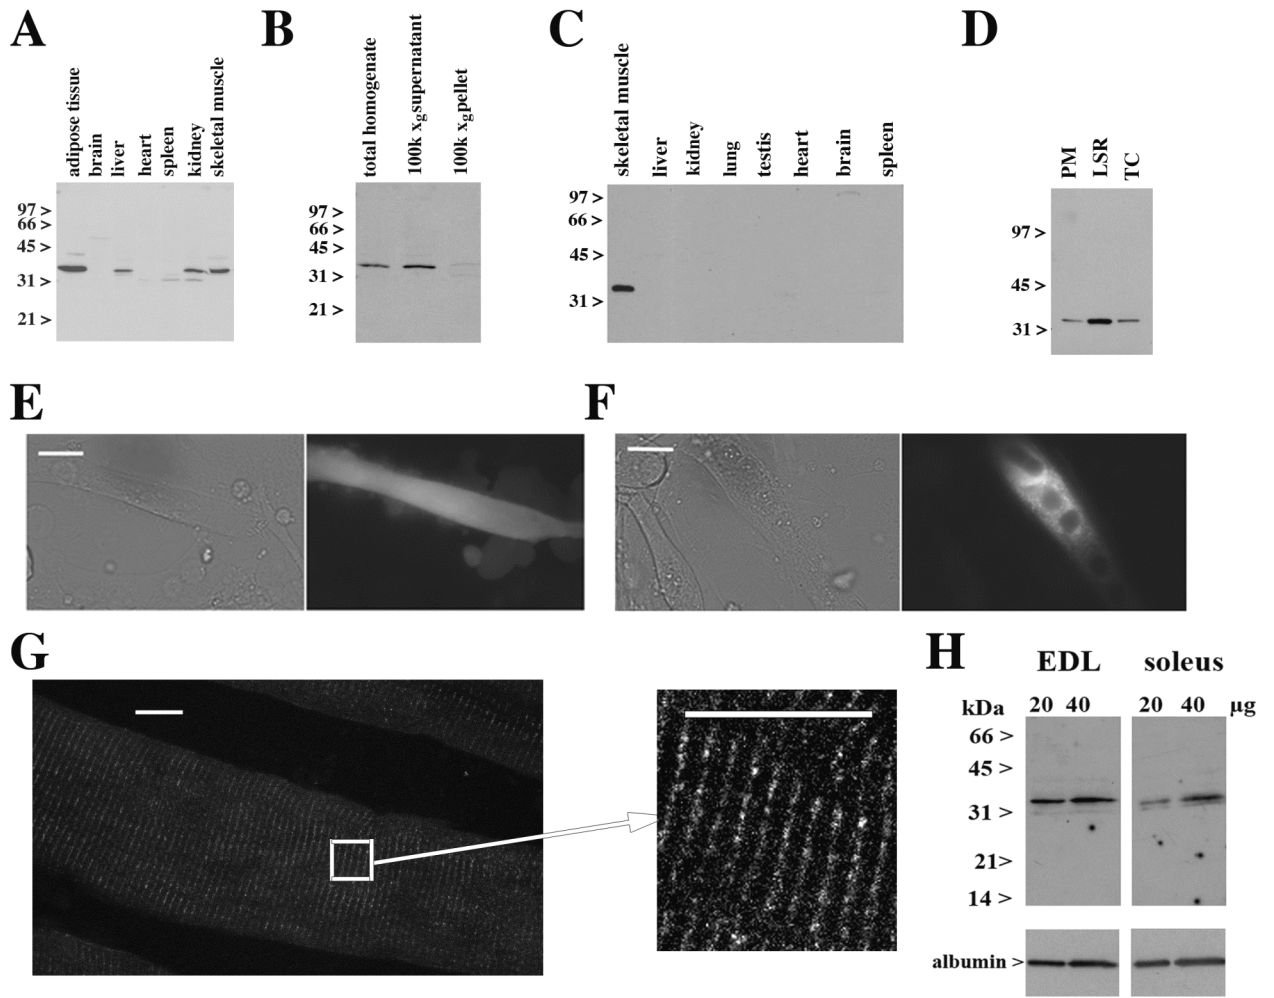 A
adipose tissue
brain
liver
heart
spleen
kidney
skeletal muscle
97 >
66 >
45 >
31 >
21 >
B
total homogenate
100k xg supernatant
100k xg pellet
97 >
66 >
45 >
31 >
21 >
C
skeletal muscle
liver
kidney
lung
testis
heart
brain
spleen
97 >
66 >
45 >
31 >
D
PM
LSR
TC
97 >
45 >
31 >
E
F
G
H
EDL soleus
kDa 20 40 20 40 µg
66 >
45 >
31 >
21>
14 >
albumin >